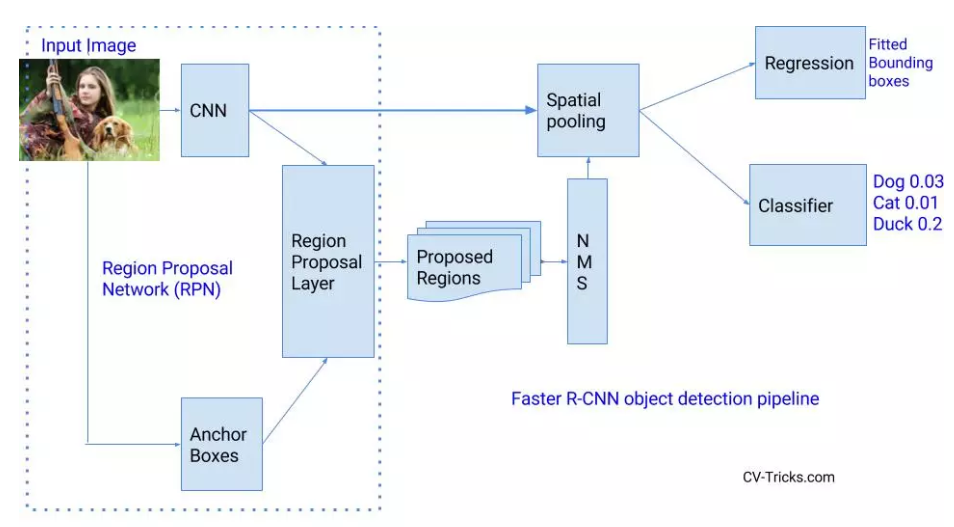 Input Image
CNN
Spatial
pooling
Regression
Fitted
Bounding
boxes
Classifier
Dog 0.03
Cat 0.01
Duck 0.2
Region Proposal
Network (RPN)
Region
Proposal
Layer
Proposed
Regions
N
M
S
Anchor
Boxes
Faster R-CNN object detection pipeline
CV-Tricks.com